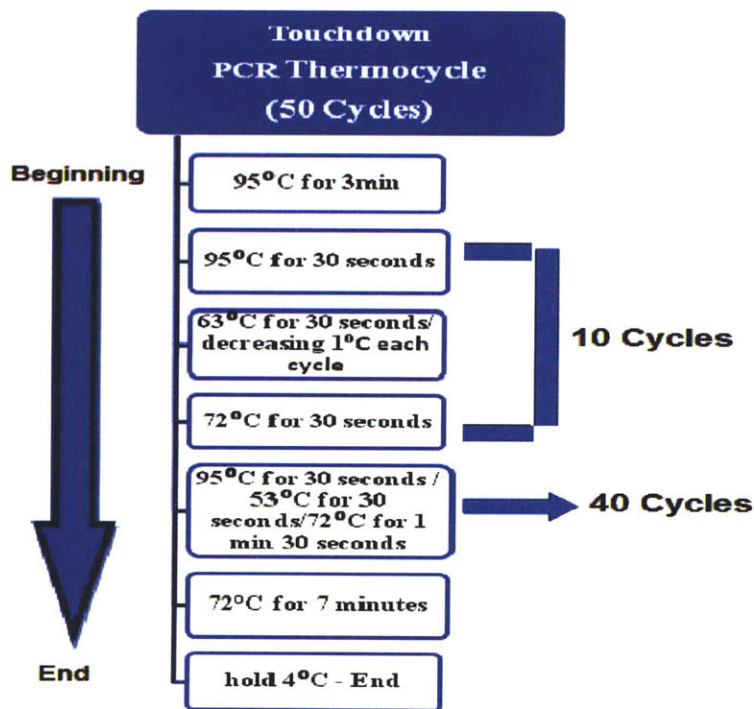 Touchdown
PCR Thermocycle
(50 Cycles)
Beginning
95°C for 3min
95°C for 30 seconds
63°C for 30 seconds/
decreasing 1°C each
cycle
10 Cycles
72°C for 30 seconds
95°C for 30 seconds /
53°C for 30
seconds/72°C for 1
min 30 seconds
40 Cycles
72°C for 7 minutes
End
hold 4°C - End